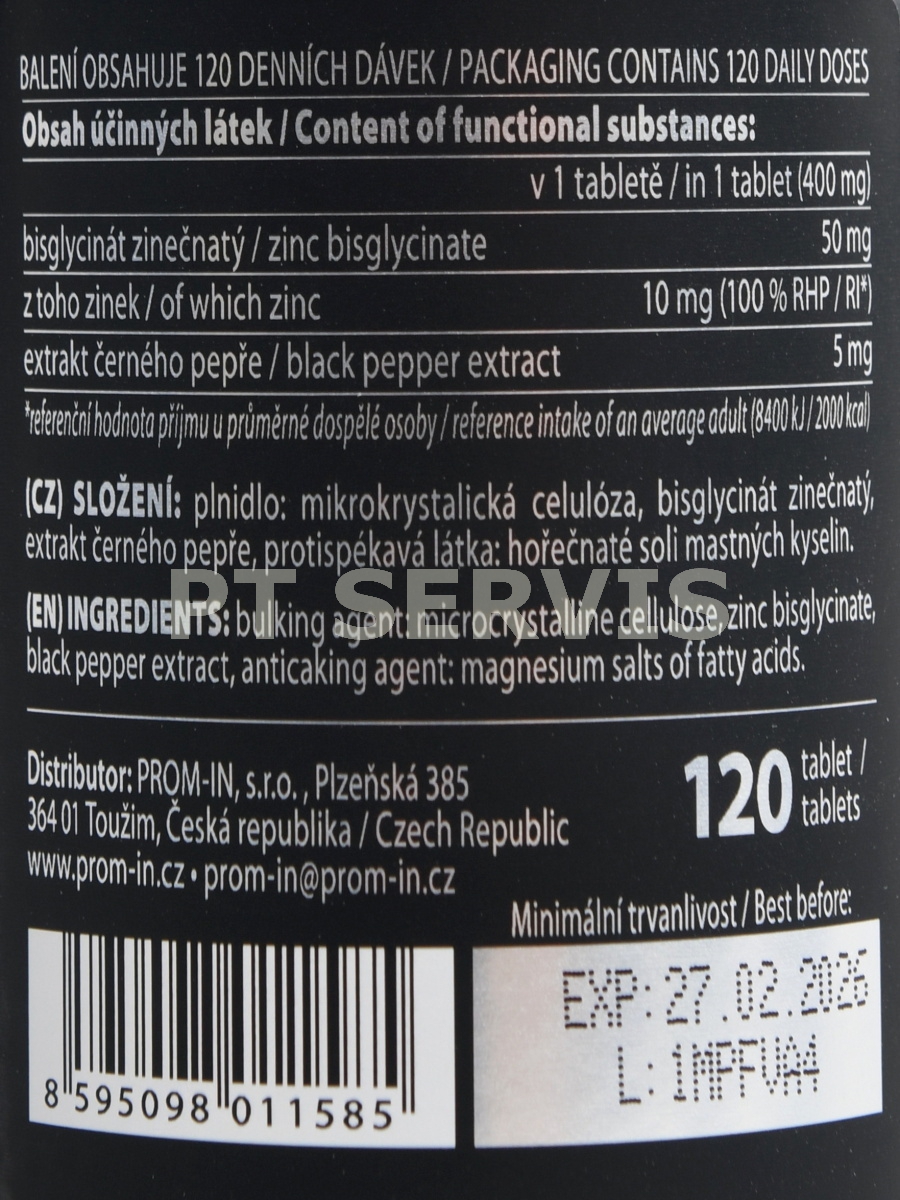 BALENÍ OBSAHUJE 120 DENNÍCH DÁVEK / PACKAGING CONTAINS 120 DAILY DOSES
Obsah účinných látek / Content of functional substances:
v 1 tabletě / in 1 tablet (400 mg)
bisglycinát zinečnatý / zinc bisglycinate 50 mg
z toho zinek / of which zinc 10 mg (100 % RHP / RI*)
extrakt černého pepře / black pepper extract 5 mg
*referenční hodnota příjmu u průměrné dospělé osoby / reference intake of an average adult (8400 kJ / 2000 kcal)
(CZ) SLOŽENÍ: plnidlo: mikrokrystalická celulóza, bisglycinát zinečnatý,
extrakt černého pepře, protispékavá látka: hořečnaté soli mastných kyselin.
PT SERVIS
(EN) INGREDIENTS: bulking agent: microcrystalline cellulose, zinc bisglycinate,
black pepper extract, anticaking agent: magnesium salts of fatty acids.
Distributor: PROM-IN, s.r.o. , Plzeňská 385
364 01 Toužim, Česká republika / Czech Republic
www.prom-in.cz • prom-in@prom-in.cz
120 tablet /
tablets
Minimální trvanlivost / Best before:
EXP: 27.02.2026
L: 1MPFVA4
8 595098 011585